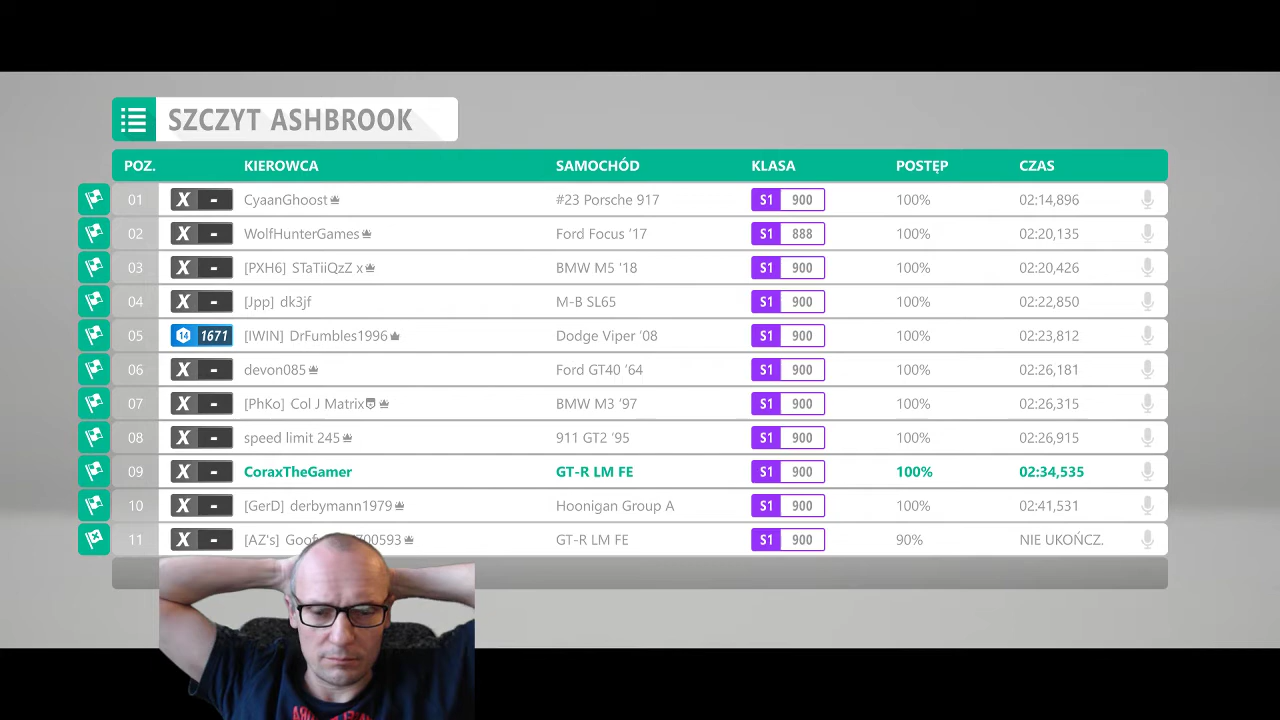 SZCZYT ASHBROOK
POZ. KIEROWCA SAMOCHÓD KLASA POSTĘP CZAS
01 X - CyaanGhoost #23 Porsche 917 S1 900 100% 02:14,896
02 X - WolfHunterGames Ford Focus '17 S1 888 100% 02:20,135
03 X - [PXH6] STaTiiQzZ x BMW M5 '18 S1 900 100% 02:20,426
04 X - [Jpp] dk3jf M-B SL65 S1 900 100% 02:22,850
05 14 1671 [IWIN] DrFumbles1996 Dodge Viper '08 S1 900 100% 02:23,812
06 X - devon085 Ford GT40 '64 S1 900 100% 02:26,181
07 X - [PhKo] Col J Matrix BMW M3 '97 S1 900 100% 02:26,315
08 X - speed limit 245 911 GT2 '95 S1 900 100% 02:26,915
09 X - CoraxTheGamer GT-R LM FE S1 900 100% 02:34,535
10 X - [GerD] derbymann1979 Hoonigan Group A S1 900 100% 02:41,531
11 X - [AZ's] GT-R LM FE S1 900 90% NIE UKOŃCZ.